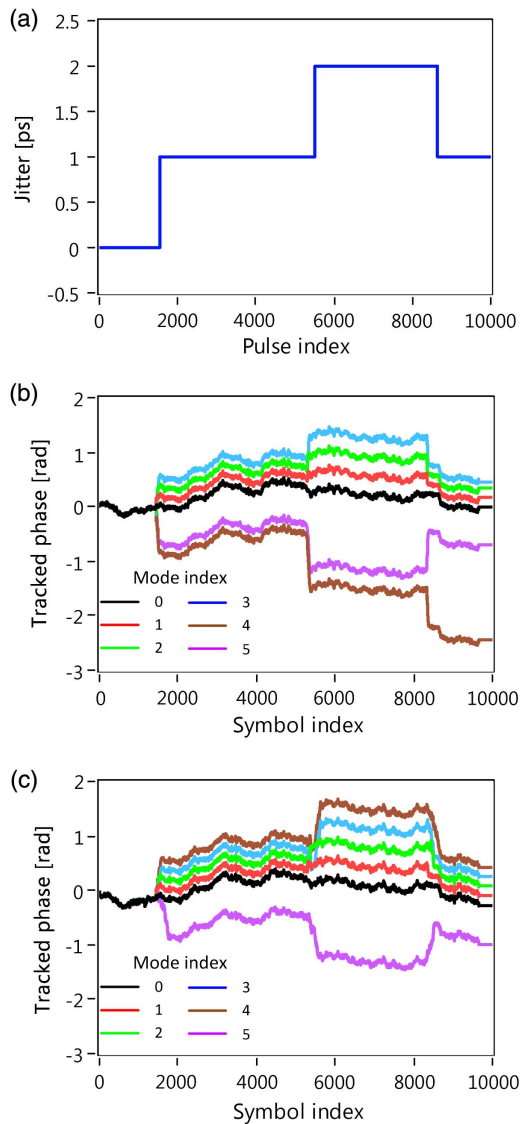 (a)
2.5
2
1.5
1
0.5
0
-0.5
Jitter [ps]
0 2000 4000 6000 8000 10000
Pulse index
(b)
2
1
0
-1
-2
-3
Tracked phase [rad]
Mode index
0 3
1 4
2 5
0 2000 4000 6000 8000 10000
Symbol index
(c)
2
1
0
-1
-2
-3
Tracked phase [rad]
Mode index
0 3
1 4
2 5
0 2000 4000 6000 8000 10000
Symbol index